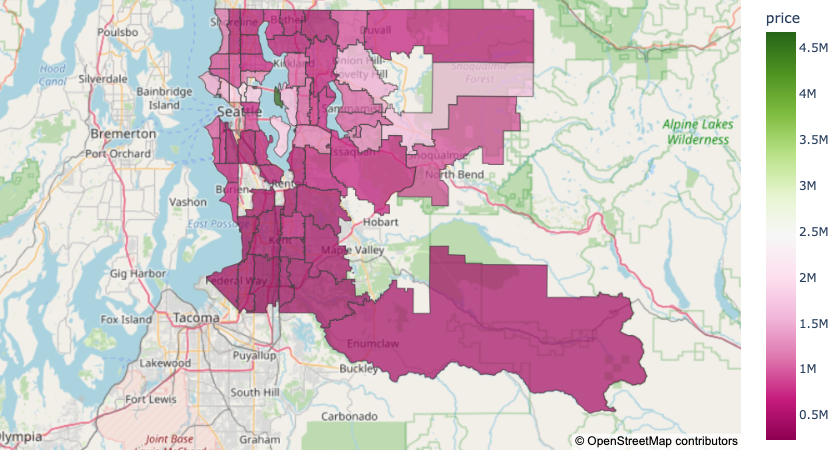 price
4.5M
4M
3.5M
3M
2.5M
2M
1.5M
1M
0.5M
Poulsbo
Shoreline
Bothell
Duvall
Hood
Canal
Silverdale
Kirkland
Union Hill-
Novelty Hill
Snoqualmie
Forest
Bainbridge
Island
Seattle
Sammamish
Bremerton
Port Orchard
Alpine Lakes
Wilderness
Issaquah
Snoqualmie
North Bend
Burien
Renton
Vashon
East Passage
Hobart
Kent
Maple Valley
Gig Harbor
Federal Way
Fox Island
Tacoma
Enumclaw
Lakewood
Puyallup
Buckley
Fort Lewis
South Hill
Carbonado
Olympia
Joint Base
Lewis McChord
Graham
© OpenStreetMap contributors